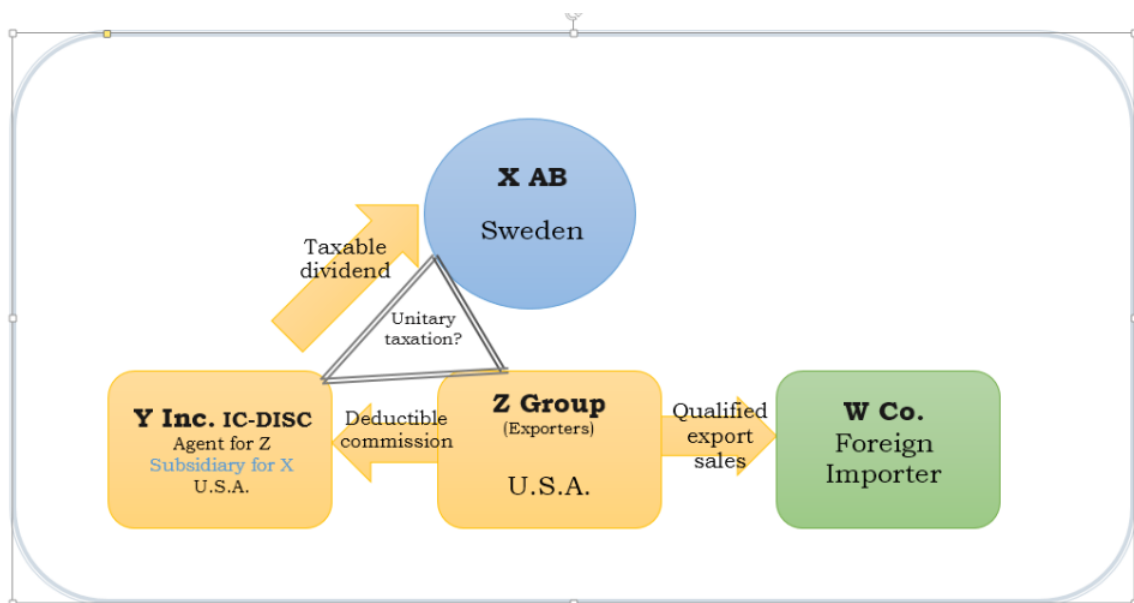 X AB
Sweden
Taxable
dividend
Unitary
taxation?
Y Inc. IC-DISC
Agent for Z
Subsidiary for X
U.S.A.
Deductible
commission
Z Group
(Exporters)
U.S.A.
Qualified
export
sales
W Co.
Foreign
Importer